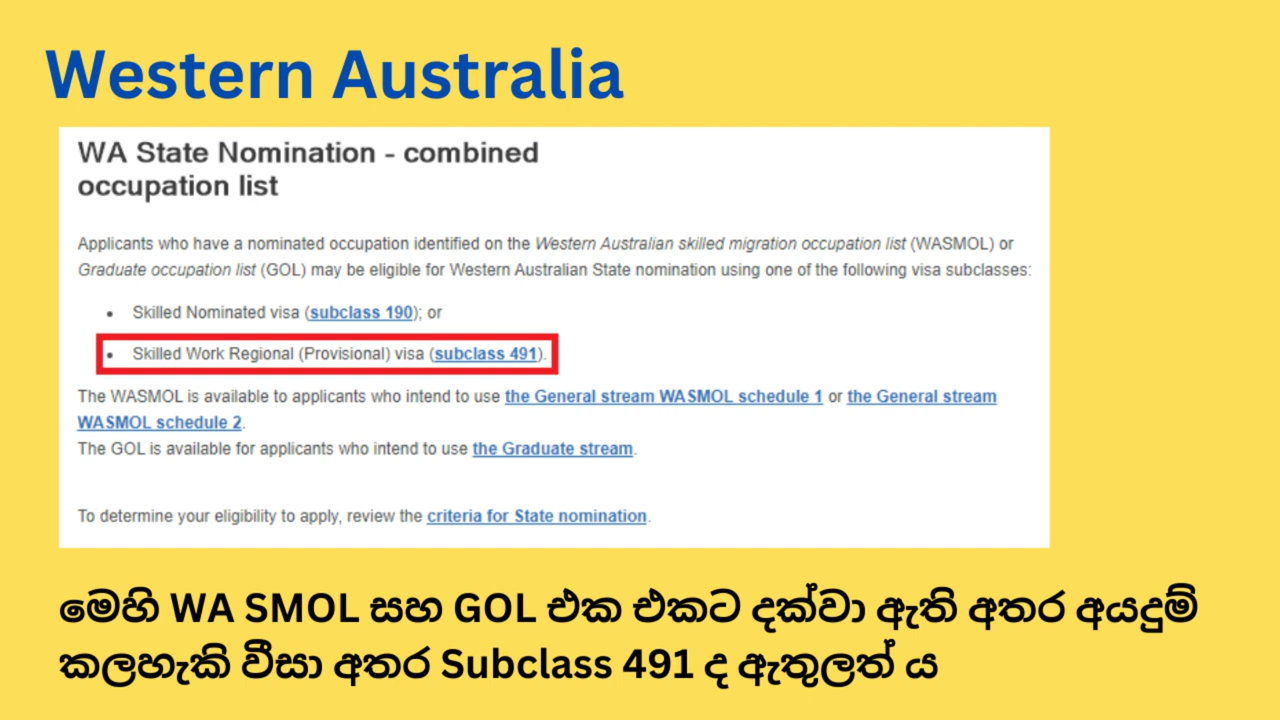 Western Australia
WA State Nomination - combined
occupation list
Applicants who have a nominated occupation identified on the Western Australian skilled migration occupation list (WASMOL) or
Graduate occupation list (GOL) may be eligible for Western Australian State nomination using one of the following visa subclasses:
• Skilled Nominated visa (subclass 190); or
• Skilled Work Regional (Provisional) visa (subclass 491).
The WASMOL is available to applicants who intend to use the General stream WASMOL schedule 1 or the General stream
WASMOL schedule 2.
The GOL is available for applicants who intend to use the Graduate stream.
To determine your eligibility to apply, review the criteria for State nomination.
මෙහි WA SMOL සහ GOL එක එකට දක්වා ඇති අතර අයදුම්
කලහැකි වීසා අතර Subclass 491 ද ඇතුලත් ය